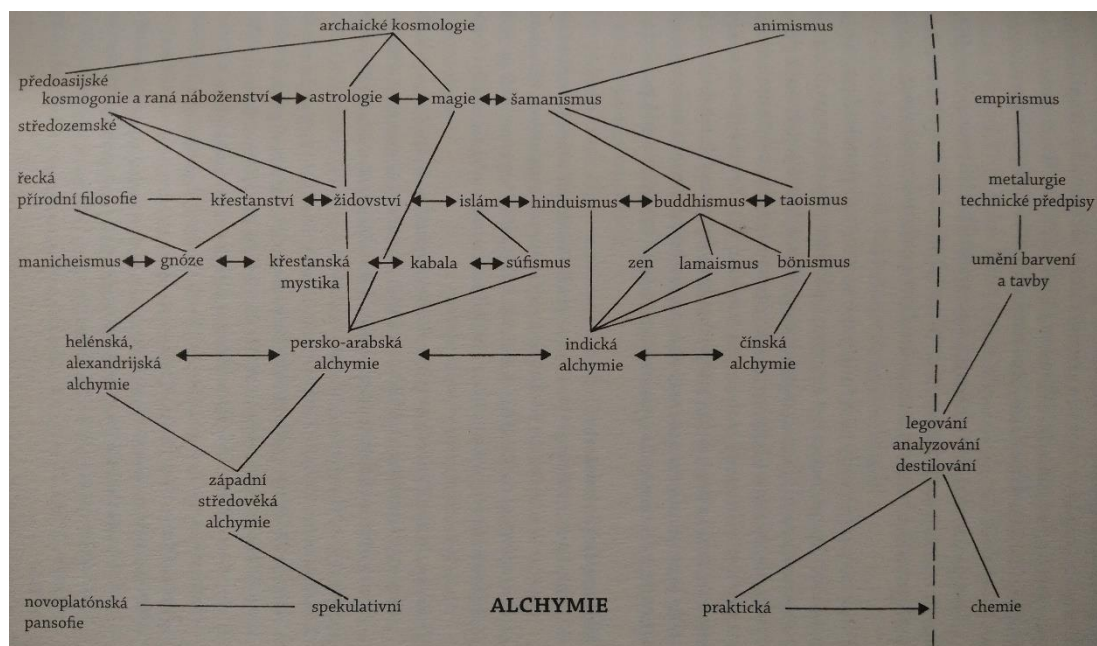 archaické kosmologie
animismus
předoasijské
kosmogonie a raná náboženství
astrologie
magie
šamanismus
empirismus
středozemské
řecká
přírodní filosofie
křesťanství
židovství
islám
hinduismus
buddhismus
taoismus
metalurgie
technické předpisy
manicheismus
gnóze
křesťanská
mystika
kabala
súfismus
zen
lamaismus
bönismus
umění barvení
a tavby
helénská,
alexandrijská
alchymie
persko-arabská
alchymie
indická
alchymie
čínská
alchymie
legování
analyzování
destilování
západní
středověká
alchymie
novoplatónská
pansofie
spekulativní
ALCHYMIE
praktická
chemie